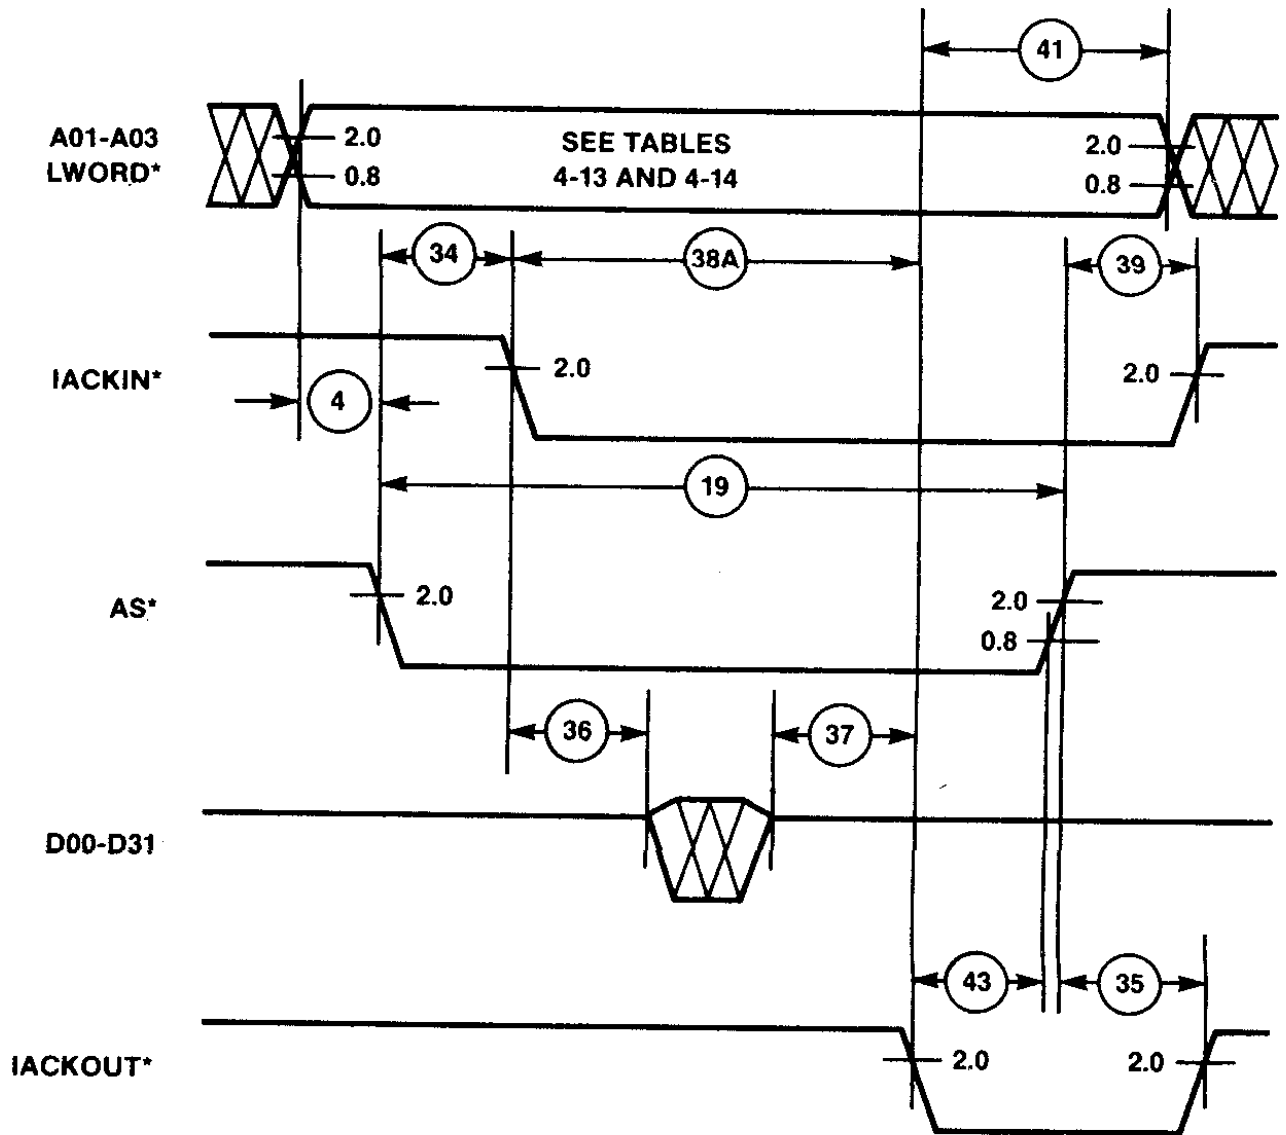 41
A01-A03
LWORD*
2.0
0.8
SEE TABLES
4-13 AND 4-14
2.0
0.8
34
38A
39
IACKIN*
2.0
2.0
4
19
AS*
2.0
2.0
0.8
36
37
D00-D31
43
35
IACKOUT*
2.0
2.0